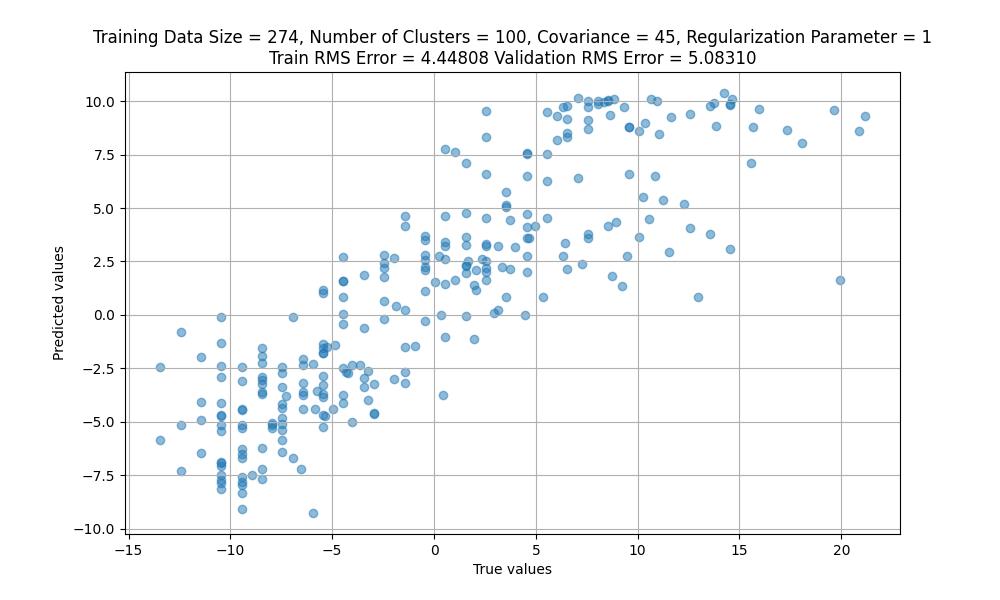 Training Data Size = 274, Number of Clusters = 100, Covariance = 45, Regularization Parameter = 1
Train RMS Error = 4.44808 Validation RMS Error = 5.08310
10.0
7.5
5.0
2.5
0.0
−2.5
−5.0
−7.5
−10.0
Predicted values
−15 −10 −5 0 5 10 15 20
True values